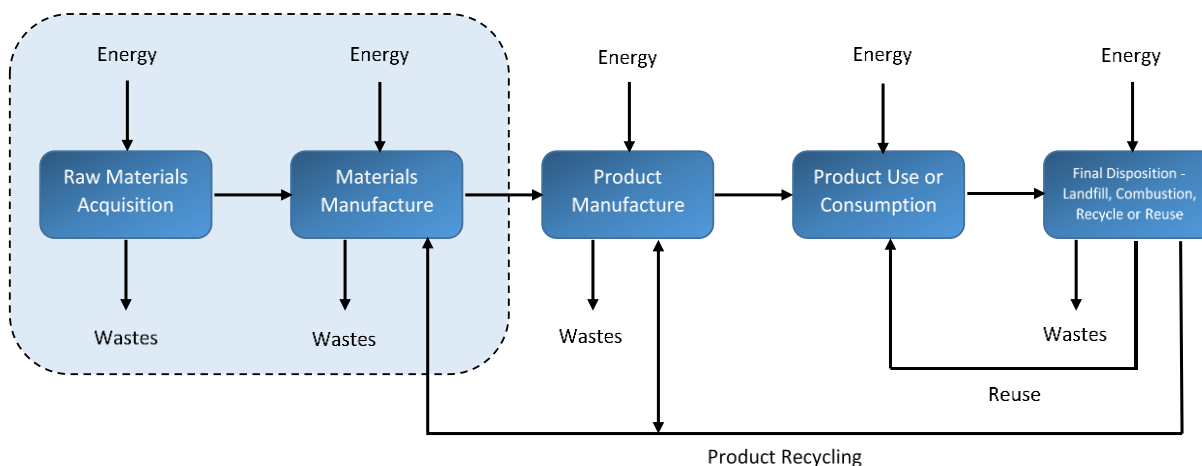 Energy
Energy
Energy
Energy
Energy
Raw Materials
Acquisition
Materials
Manufacture
Product
Manufacture
Product Use or
Consumption
Final Disposition -
Landfill, Combustion,
Recycle or Reuse
Wastes
Wastes
Wastes
Wastes
Reuse
Product Recycling